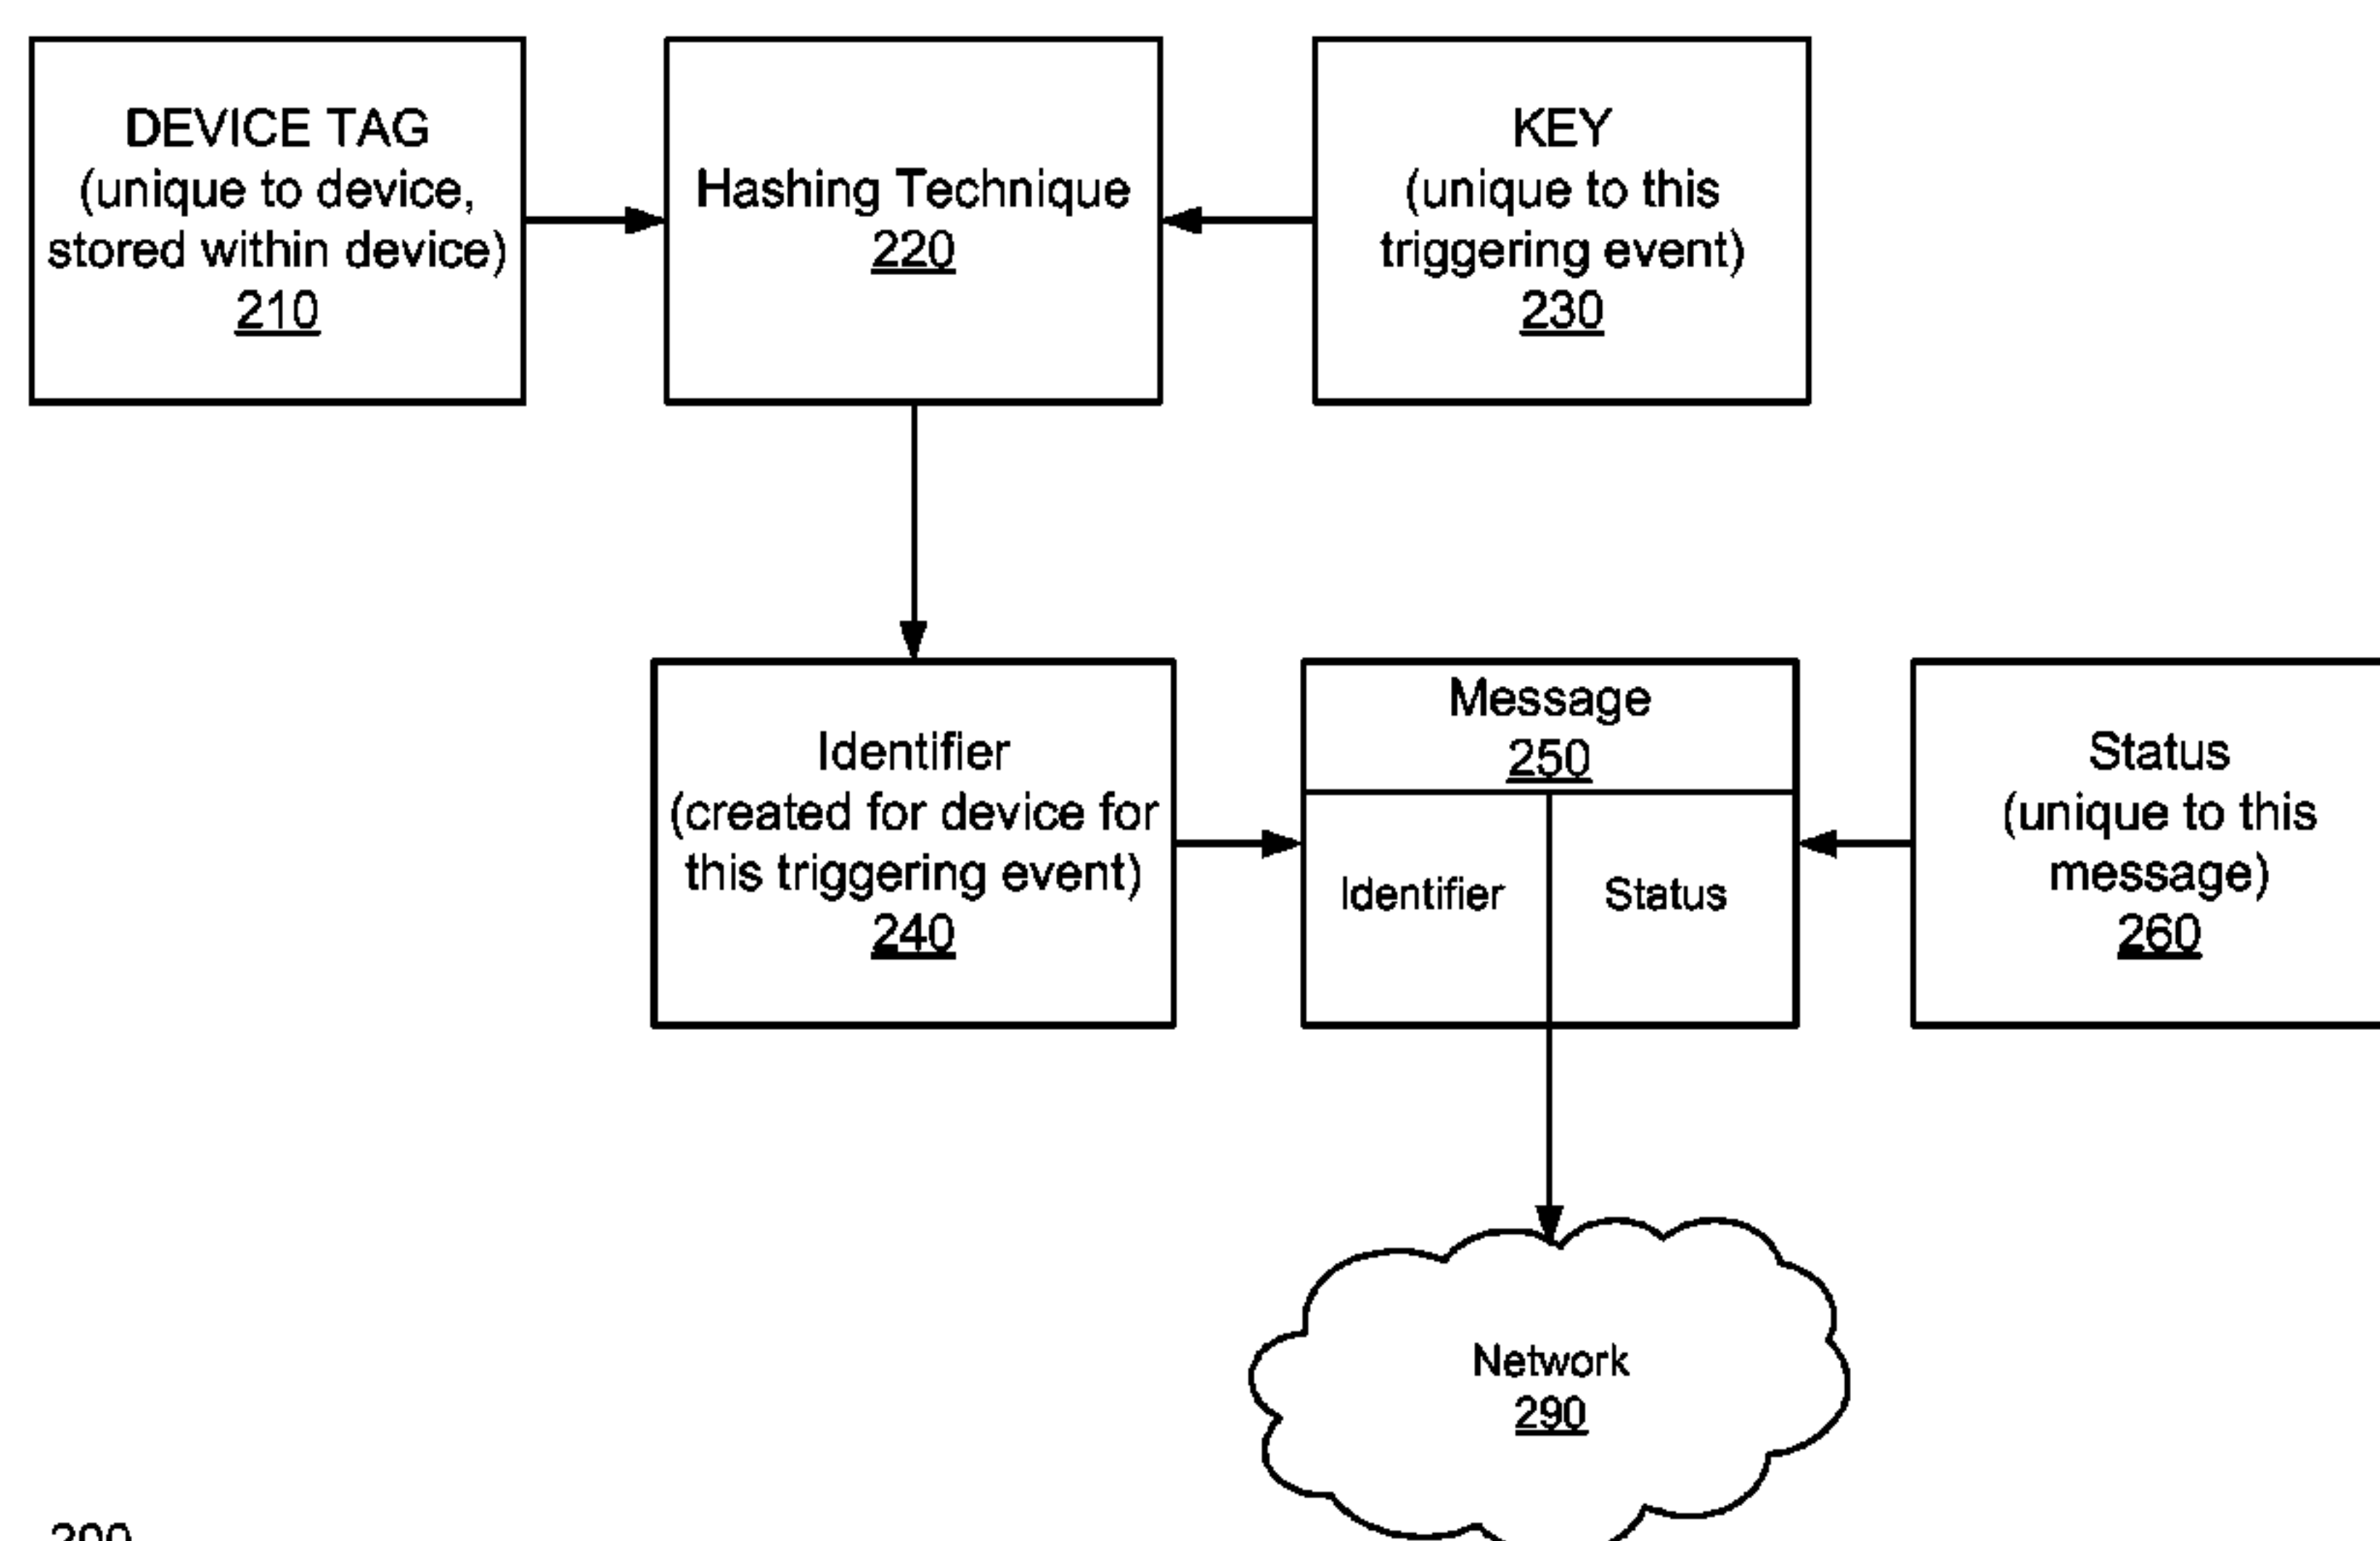 DEVICE TAG
(unique to device,
stored within device)
210
Hashing Technique
220
KEY
(unique to this
triggering event)
230
Identifier
(created for device for
this triggering event)
240
Message
250
Identifier
Status
Status
(unique to this
message)
260
Network
290